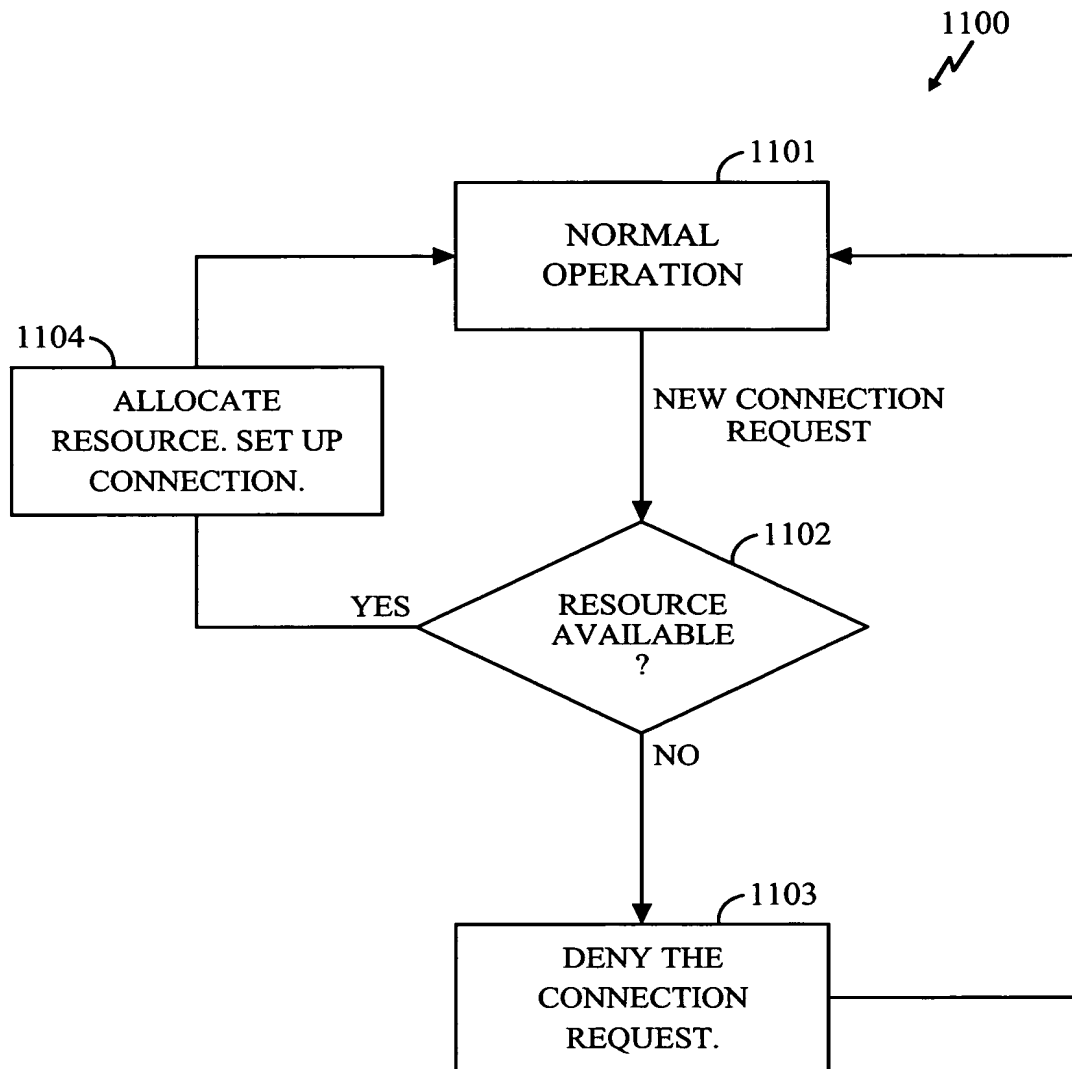 1100
1101
NORMAL
OPERATION
1104
ALLOCATE
RESOURCE. SET UP
CONNECTION.
NEW CONNECTION
REQUEST
1102
YES
RESOURCE
AVAILABLE
?
NO
1103
DENY THE
CONNECTION
REQUEST.